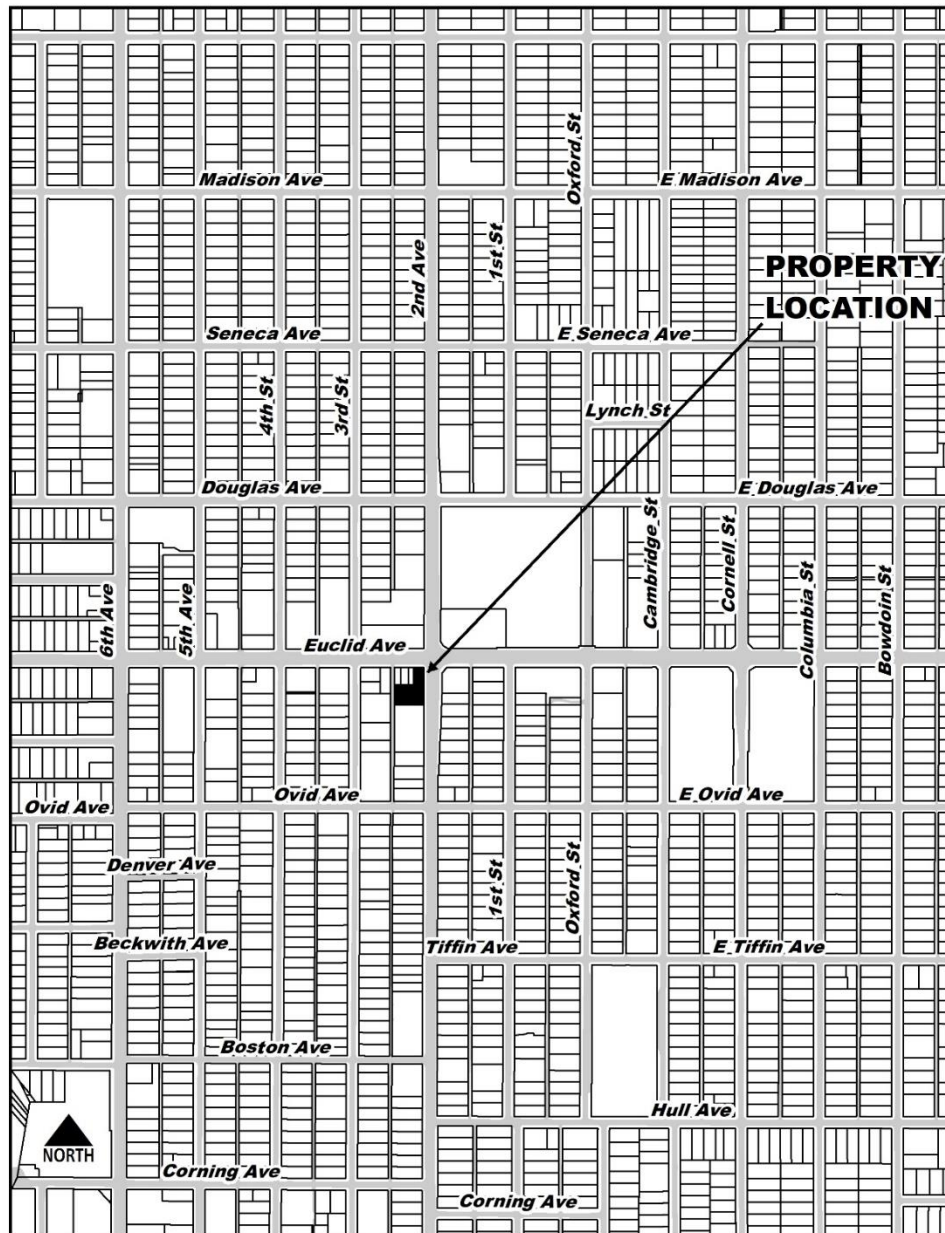 Oxford St
Madison Ave
E Madison Ave
2nd Ave
1st St
PROPERTY
LOCATION
Seneca Ave
E Seneca Ave
4th St
3rd St
Lynch St
Douglas Ave
E Douglas Ave
Cambridge St
Cornell St
Columbia St
Bowdoin St
6th Ave
5th Ave
Euclid Ave
Ovid Ave
Ovid Ave
E Ovid Ave
Denver Ave
1st St
Oxford St
Beckwith Ave
Tiffin Ave
E Tiffin Ave
Boston Ave
Hull Ave
NORTH
Corning Ave
Corning Ave